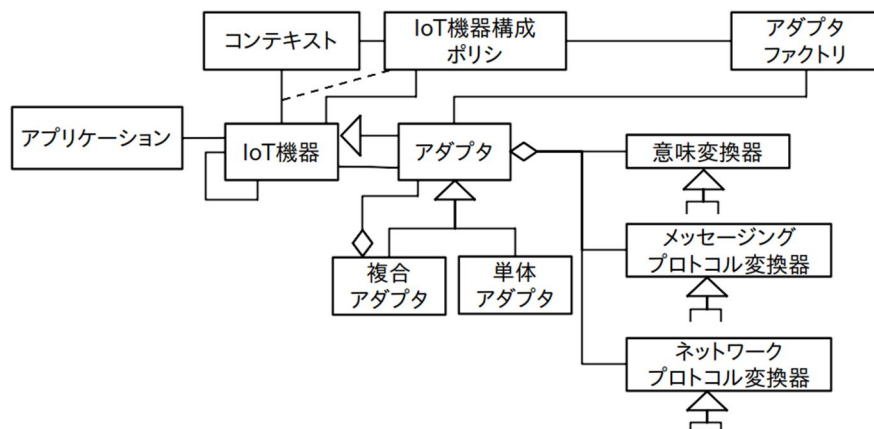 コンテキスト
IoT機器構成
ポリシ
アダプタ
ファクトリ
アプリケーション
IoT機器
アダプタ
意味変換器
メッセージング
プロトコル変換器
複合
アダプタ
単体
アダプタ
ネットワーク
プロトコル変換器